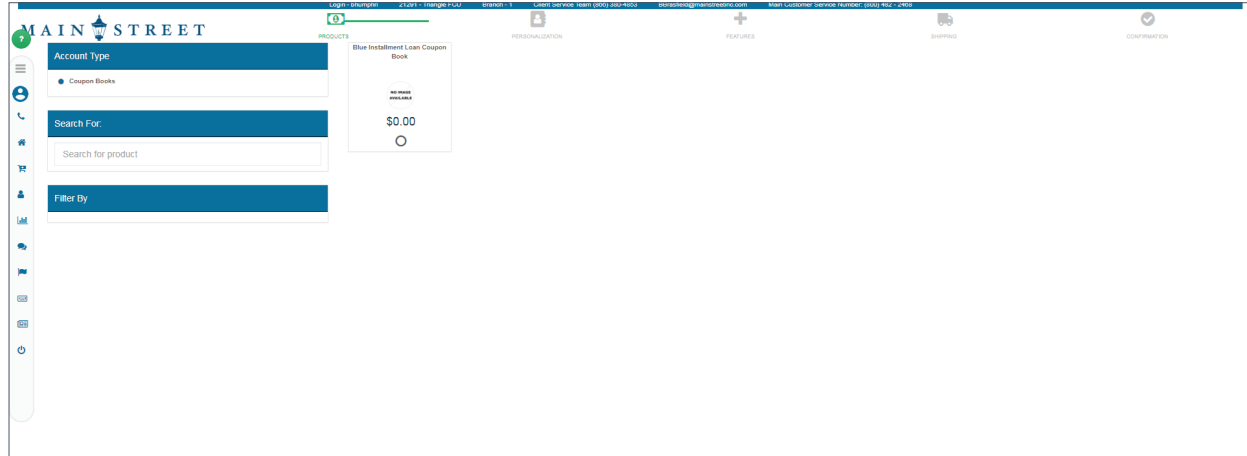 Login - bhumphri 21291 - Triangle FCU Branch - 1 Client Service Team (866) 380-4853 BErasfield@mainstreetinc.com Main Customer Service Number: (800) 482 - 2468
MAIN STREET
PRODUCTS
PERSONALIZATION
FEATURES
SHIPPING
CONFIRMATION
Account Type
Coupon Books
Search For:
Search for product
Filter By
Blue Installment Loan Coupon
Book
NO IMAGE
AVAILABLE
$0.00